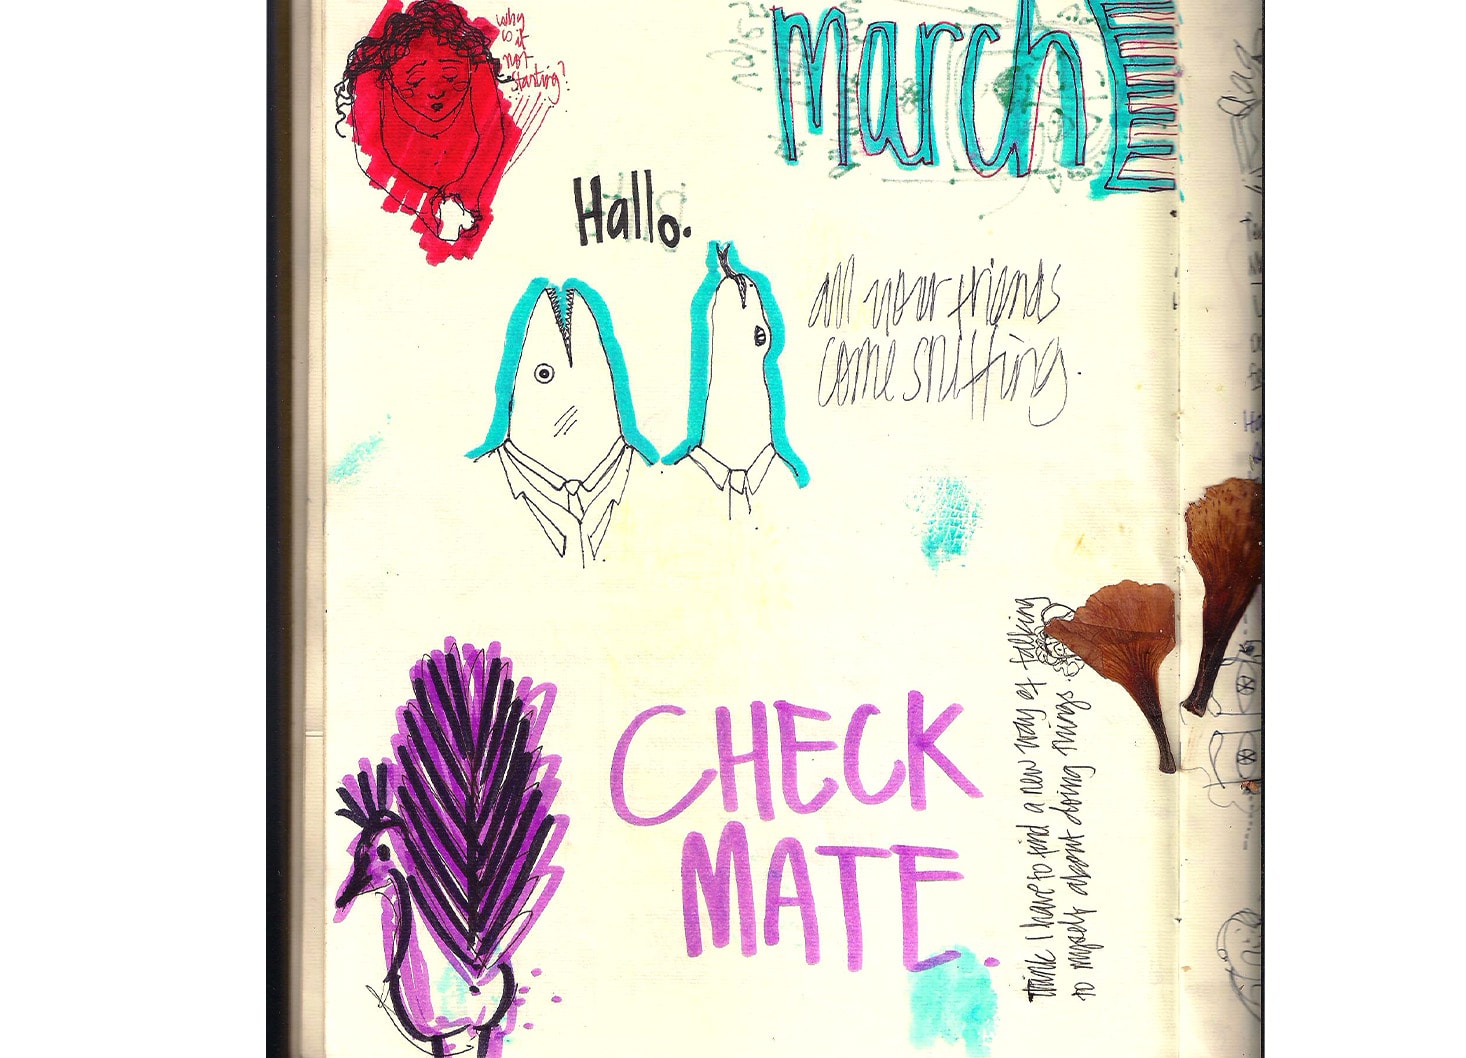 why
is it
not
starting?
march
Hallo.
all your friends
come sniffing.
CHECK
MATE.
think I have to find a new way of talking
to myself about doing things.